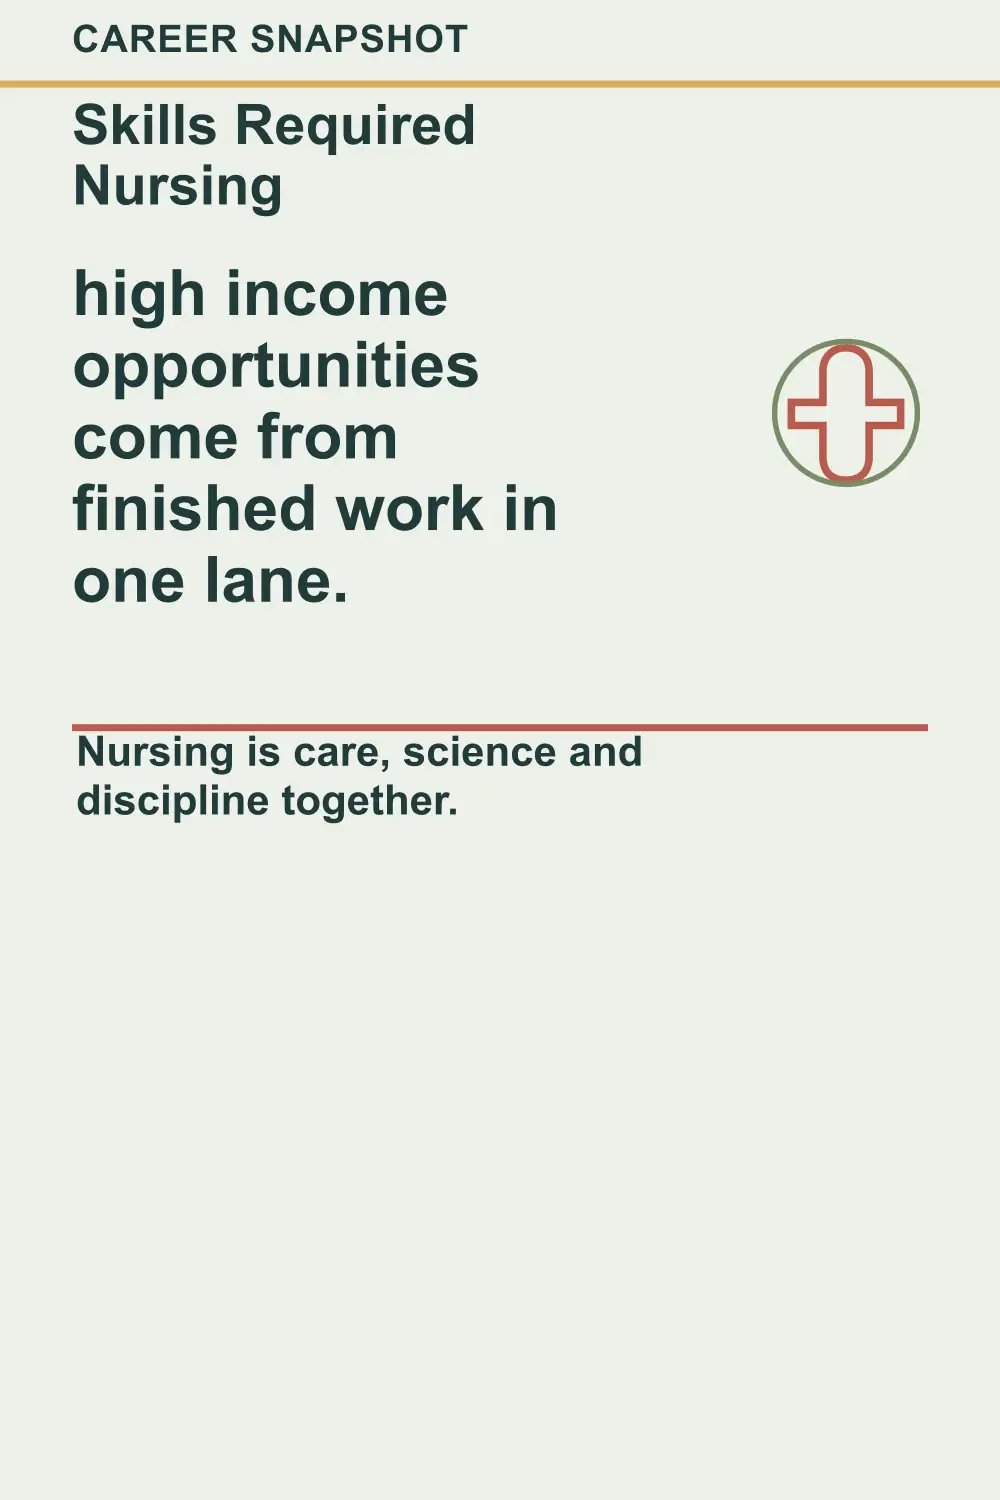 CAREER SNAPSHOT
Skills Required
Nursing
high income
opportunities
come from
finished work in
one lane.
Nursing is care, science and
discipline together.